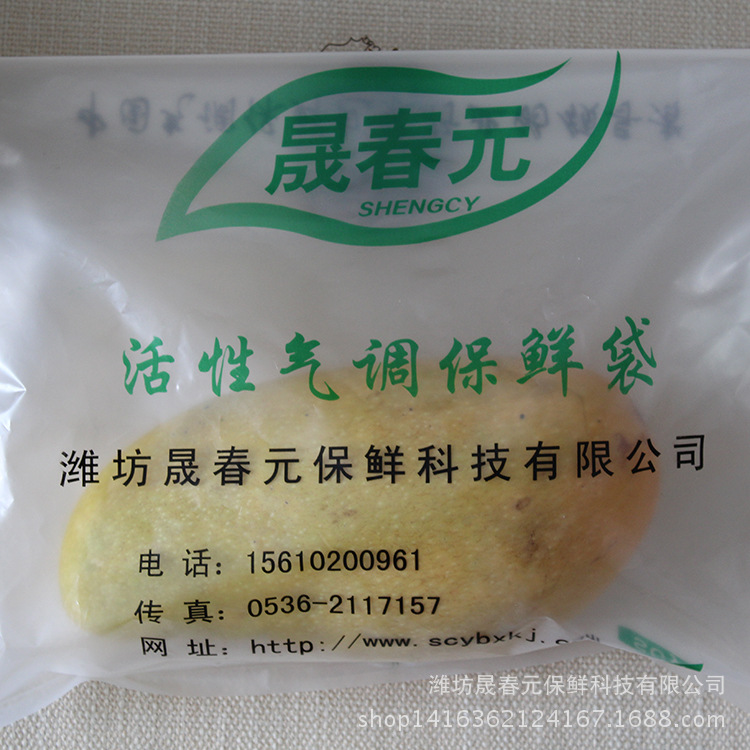 晟春元
SHENGCY
活性气调保鲜袋
潍坊晟春元保鲜科技有限公司
电 话：15610200961
传 真：0536-2117157
网 址：http://www.scybxkj.
潍坊晟春元保鲜科技有限公司
shop1416362124167.1688.com